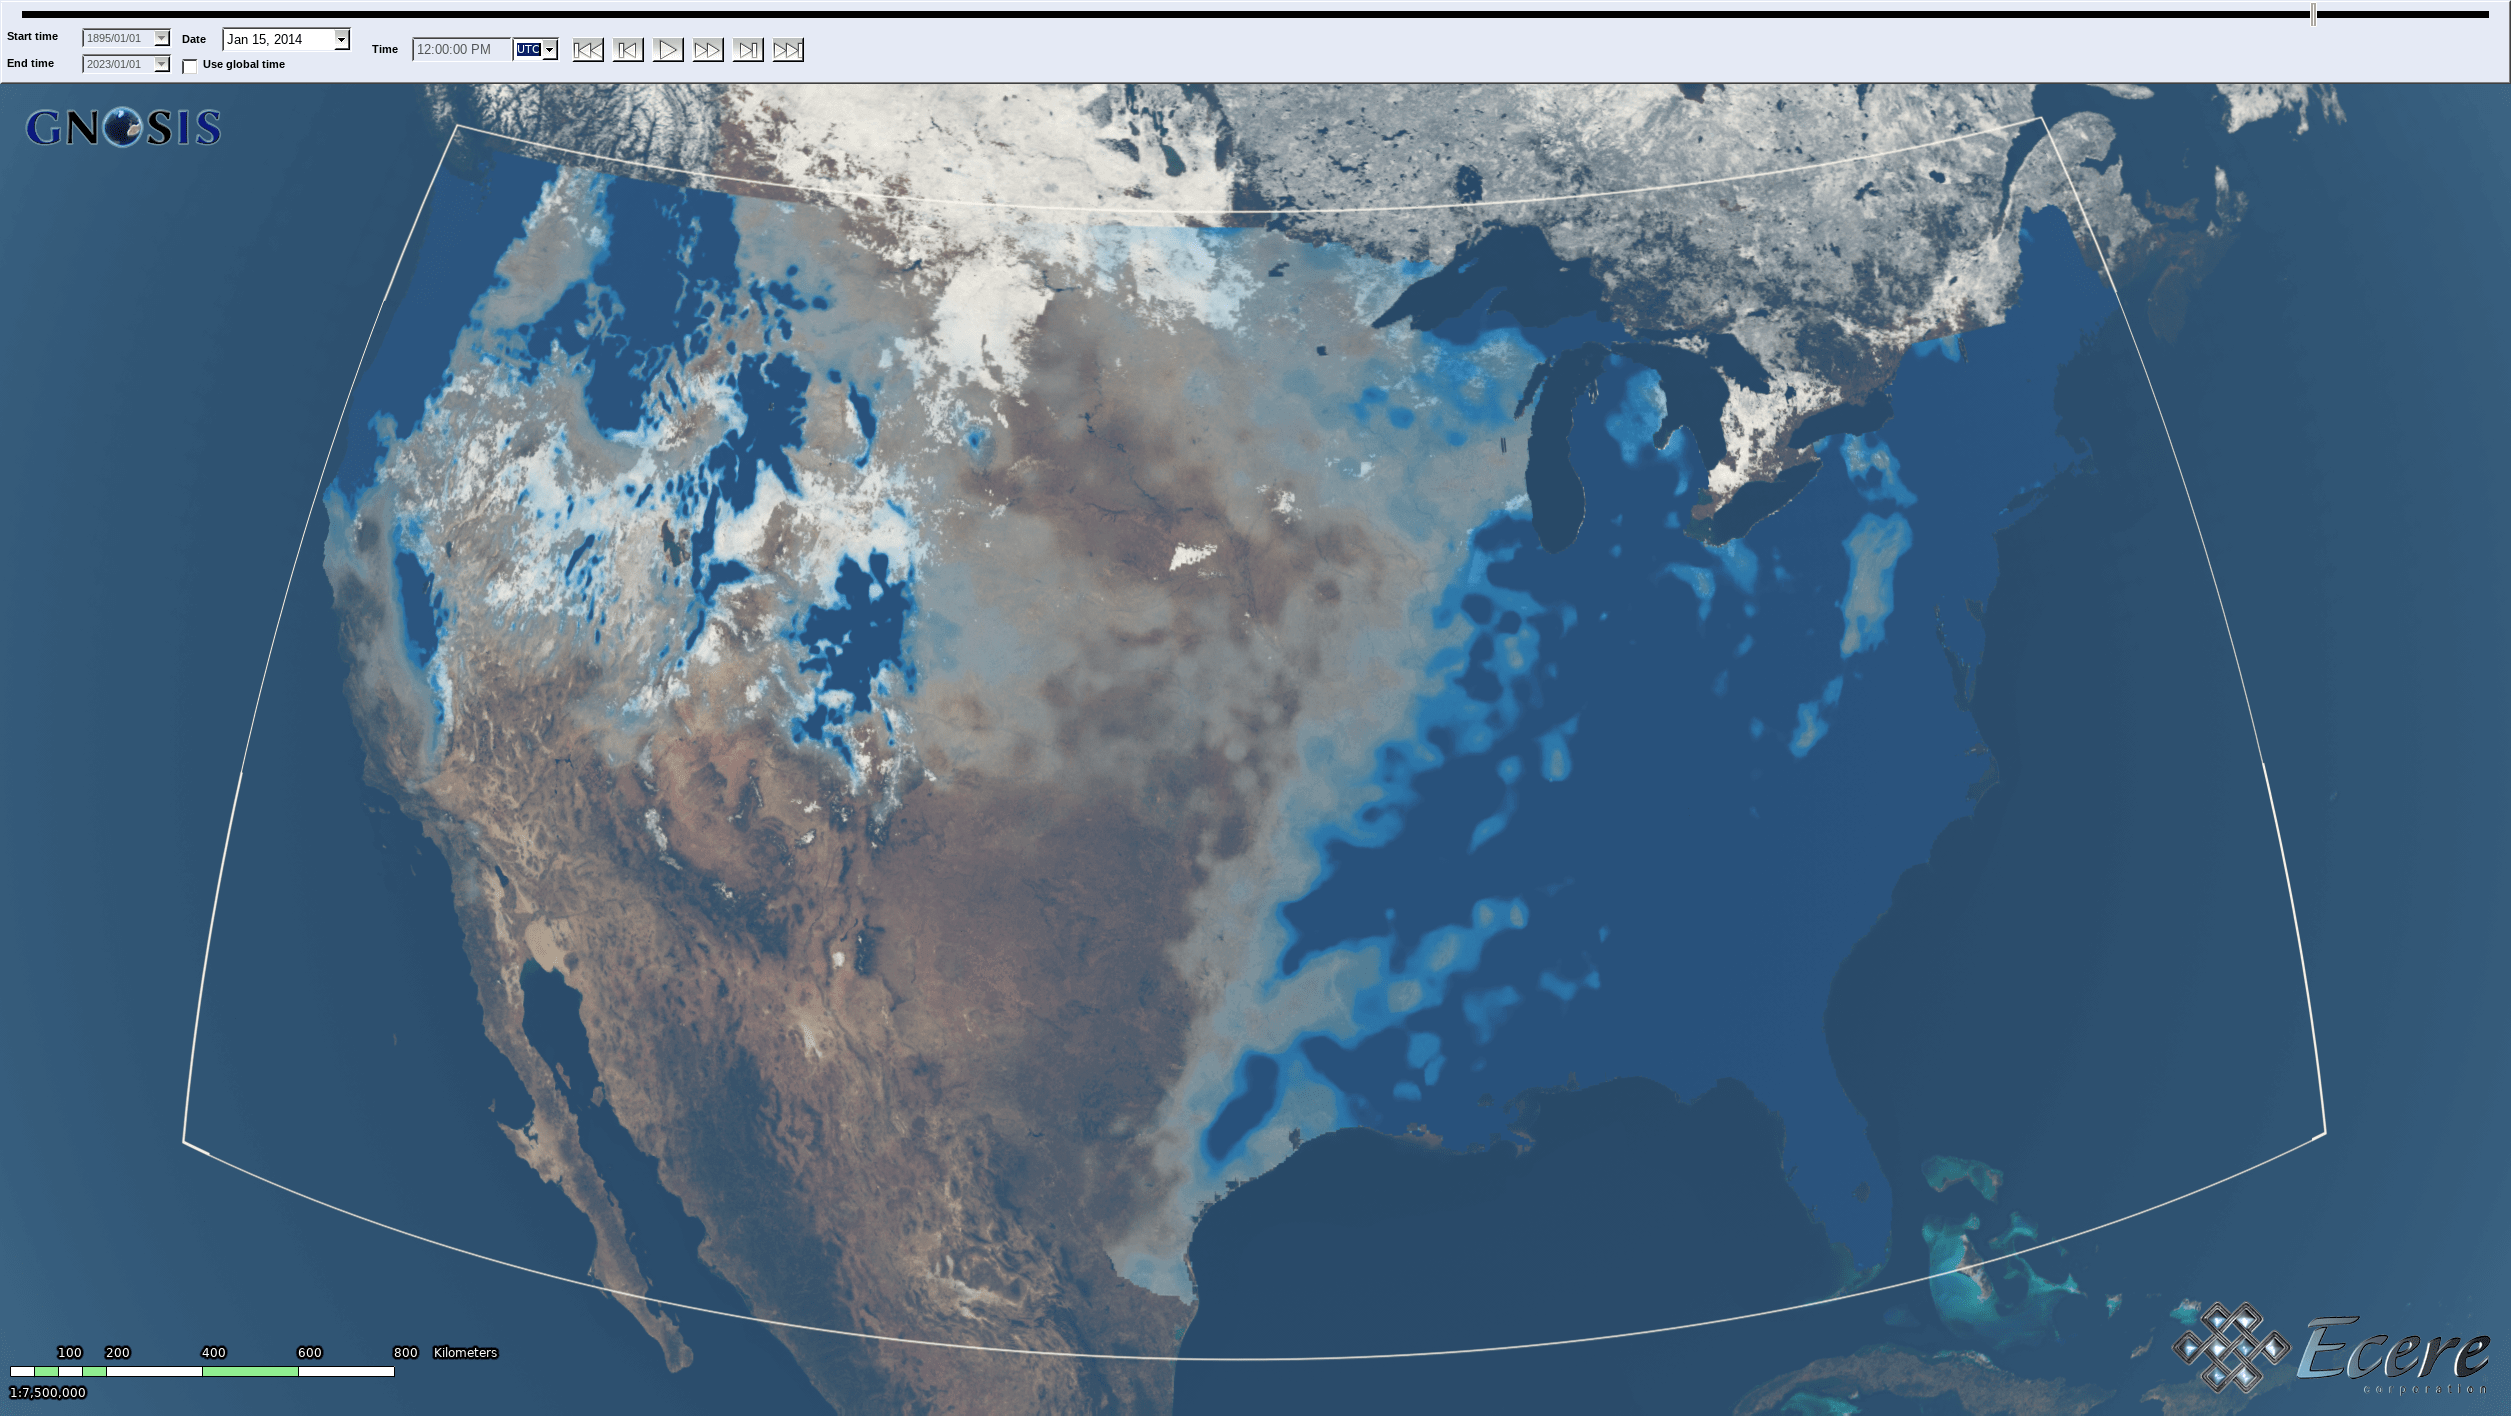 Start time 1895/01/01 Date Jan 15, 2014 Time 12:00:00 PM UTC
End time 2023/01/01 Use global time
GNOSIS
100 200 400 600 800 Kilometers
1:7,500,000
Ecere
corporation